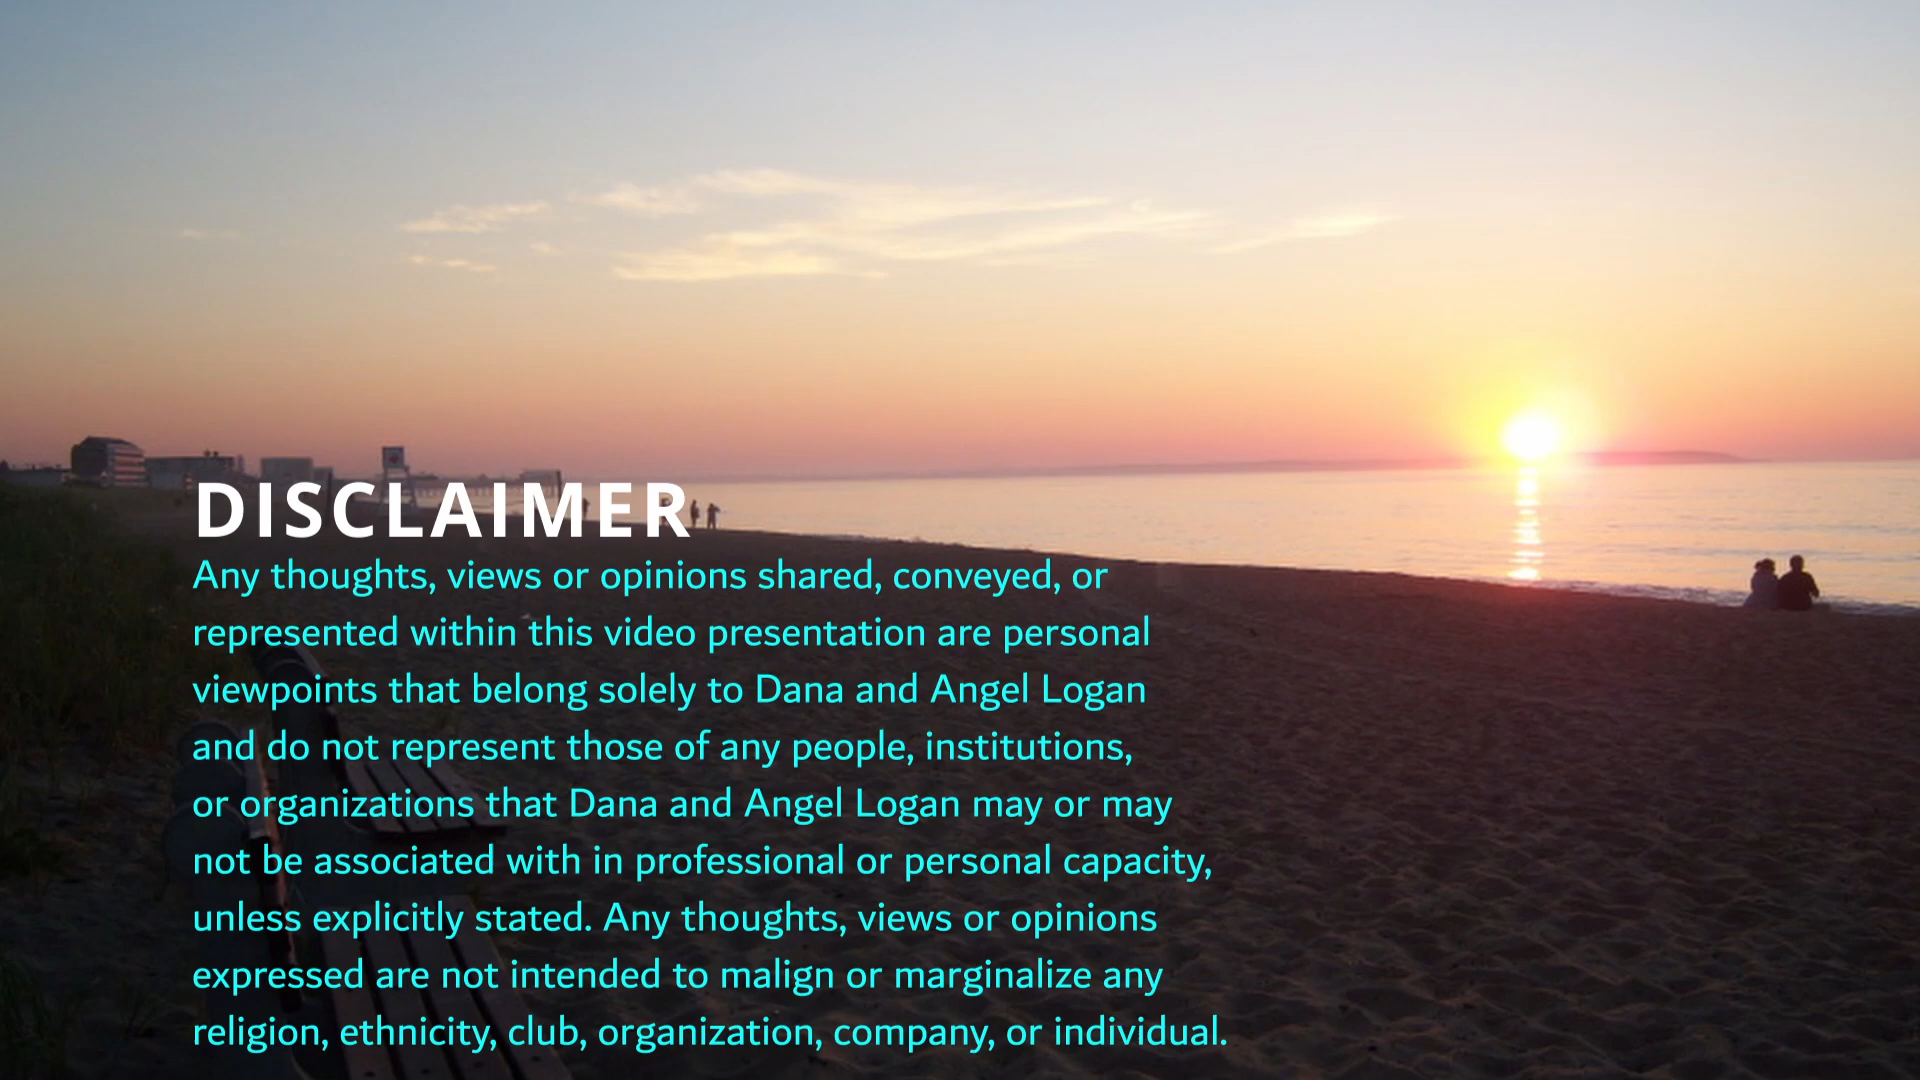 DISCLAIMER
Any thoughts, views or opinions shared, conveyed, or
represented within this video presentation are personal
viewpoints that belong solely to Dana and Angel Logan
and do not represent those of any people, institutions,
or organizations that Dana and Angel Logan may or may
not be associated with in professional or personal capacity,
unless explicitly stated. Any thoughts, views or opinions
expressed are not intended to malign or marginalize any
religion, ethnicity, club, organization, company, or individual.